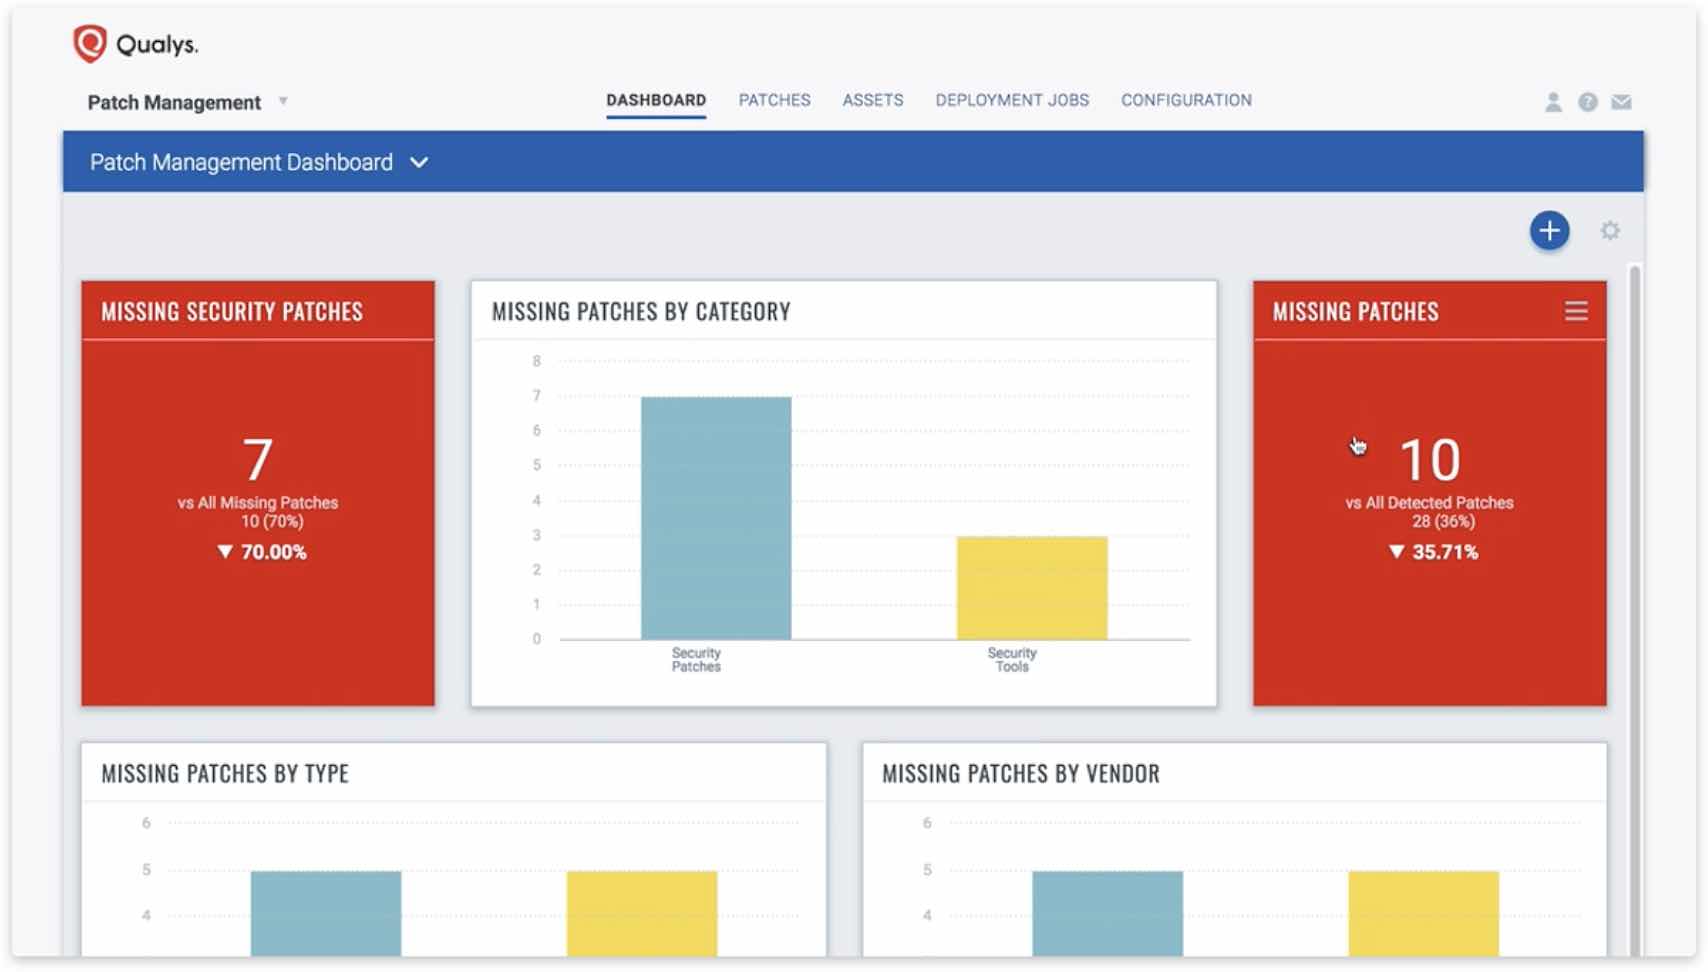 Qualys.
Patch Management
DASHBOARD
PATCHES
ASSETS
DEPLOYMENT JOBS
CONFIGURATION
?
Patch Management Dashboard
MISSING SECURITY PATCHES
7
vs All Missing Patches
10 (70%)
▼ 70.00%
MISSING PATCHES BY CATEGORY
8
7
6
5
4
3
2
1
0
Security
Patches
Security
Tools
MISSING PATCHES
10
vs All Detected Patches
28 (36%)
▼ 35.71%
MISSING PATCHES BY TYPE
6
5
4
MISSING PATCHES BY VENDOR
6
5
4